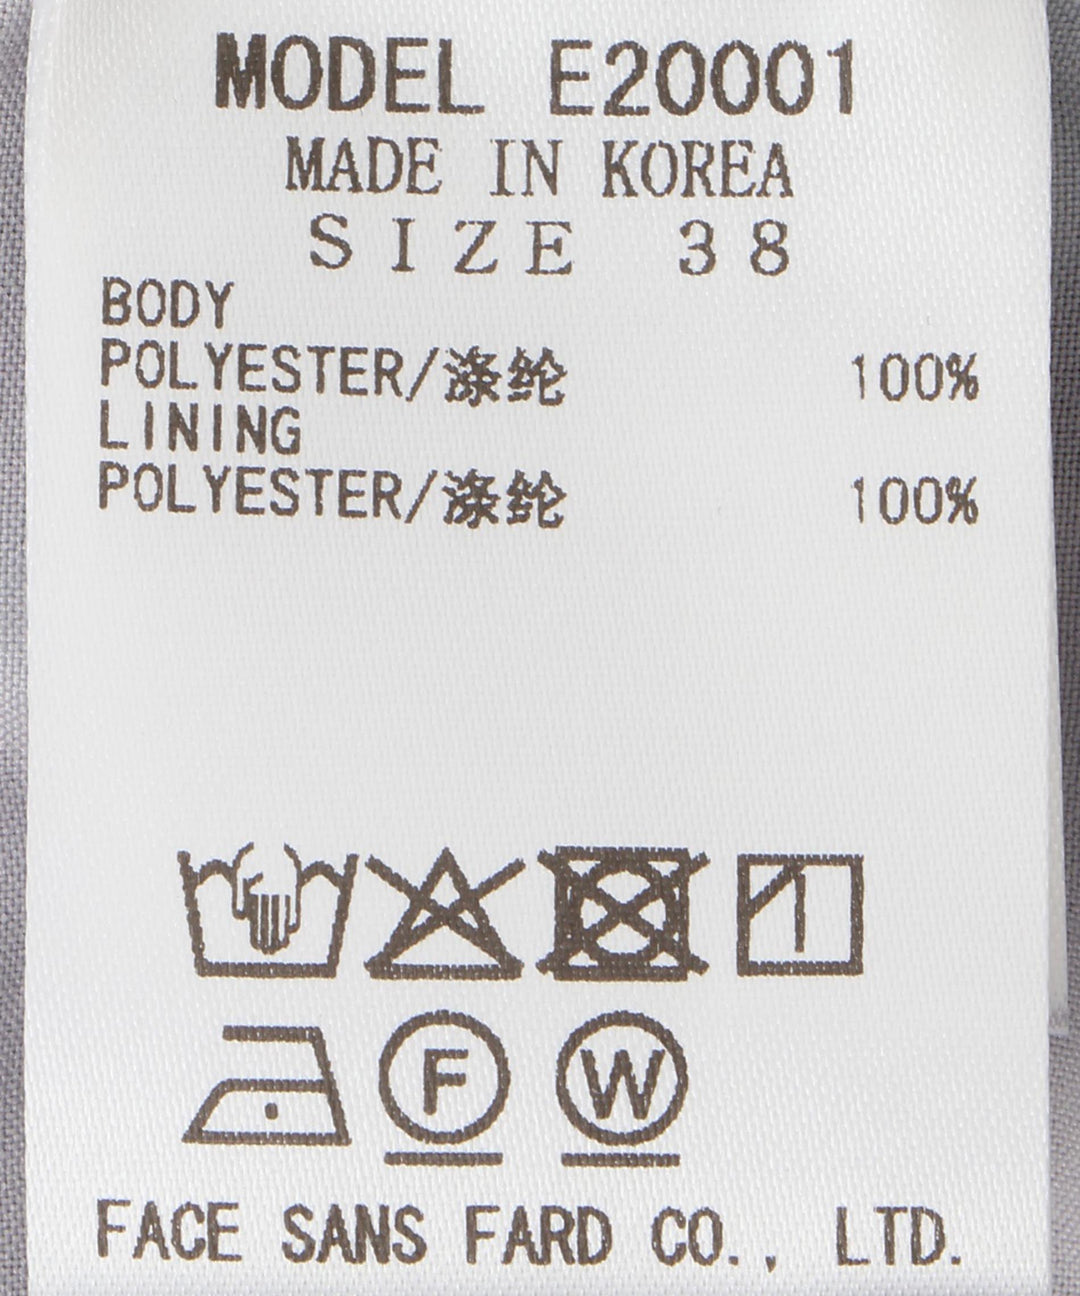 MODEL E20001
MADE IN KOREA
SIZE 38
BODY
POLYESTER/涤纶 100%
LINING
POLYESTER/涤纶 100%
F W
FACE SANS FARD CO., LTD.